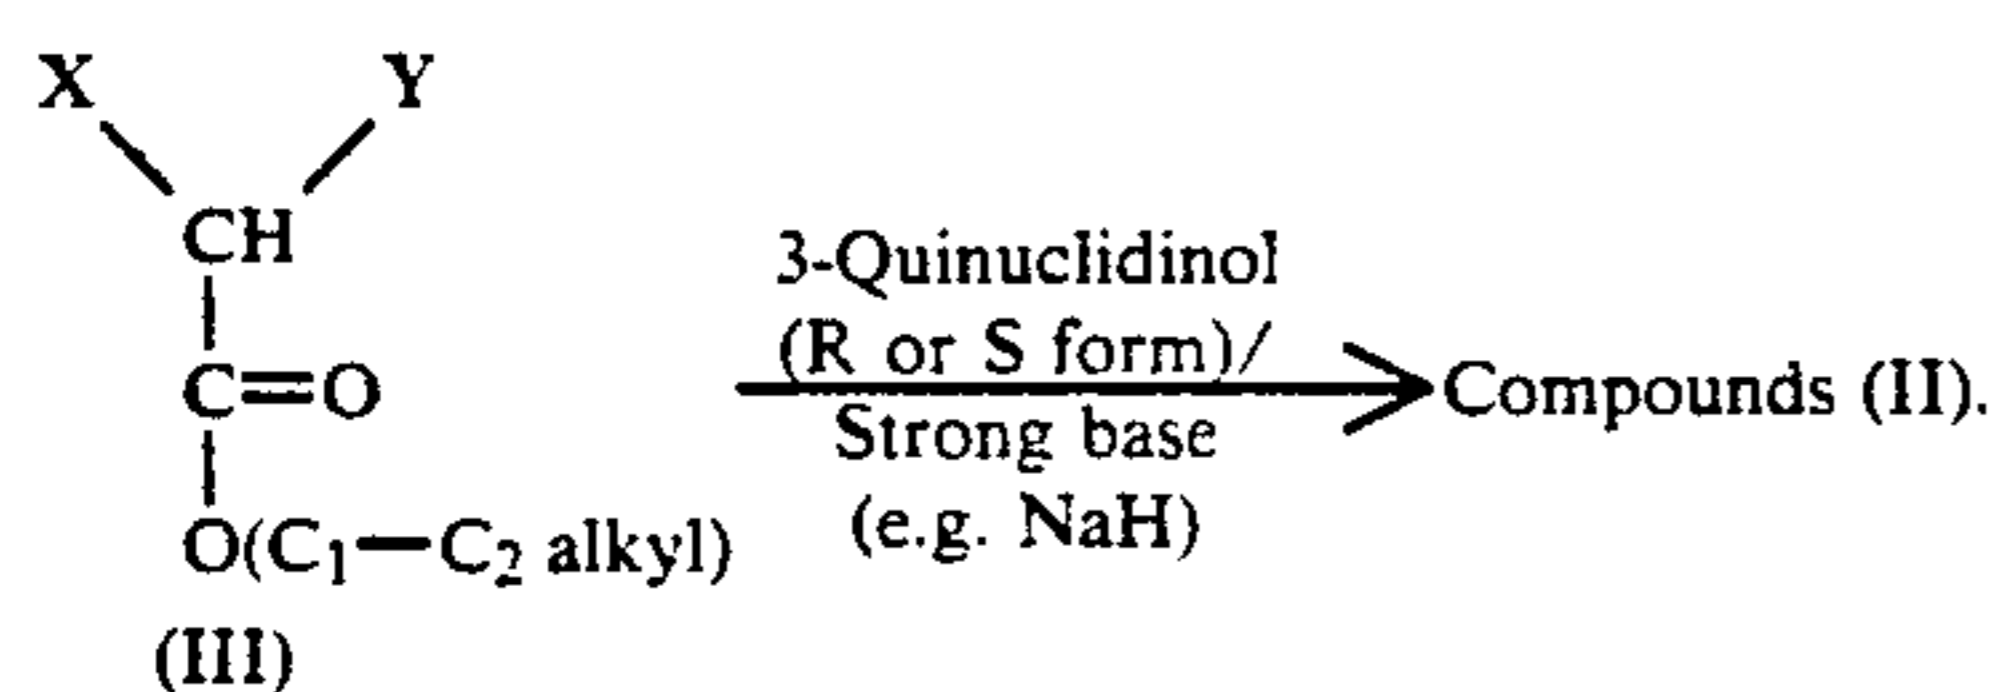 X Y
CH
3-Quinuclidinol
(R or S form)/
C=O
Compounds (II).
Strong base
O(C₁—C₂ alkyl)
(e.g. NaH)
(III)